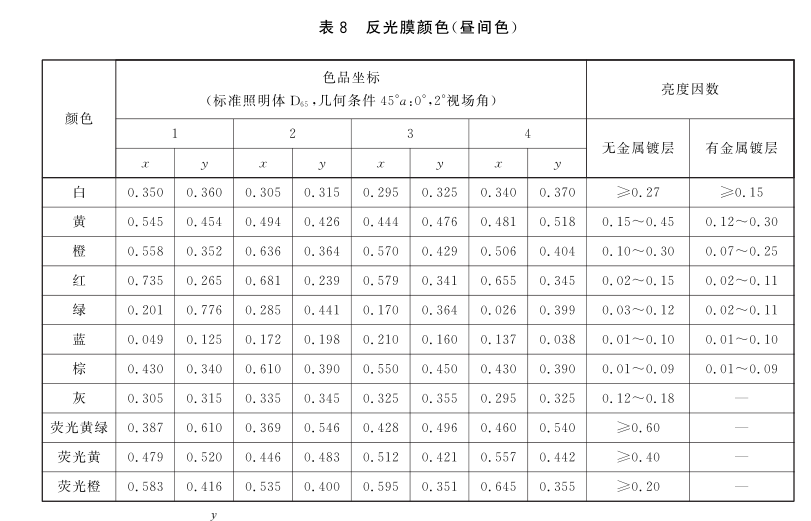 表 8 反光膜颜色(昼间色)
颜色 色品坐标 亮度因数
(标准照明体 D65,几何条件 45°a:0°,2°视场角)
1 2 3 4 无金属镀层 有金属镀层
x y x y x y x y
白 0.350 0.360 0.305 0.315 0.295 0.325 0.340 0.370 ≥0.27 ≥0.15
黄 0.545 0.454 0.494 0.426 0.444 0.476 0.481 0.518 0.15~0.45 0.12~0.30
橙 0.558 0.352 0.636 0.364 0.570 0.429 0.506 0.404 0.10~0.30 0.07~0.25
红 0.735 0.265 0.681 0.239 0.579 0.341 0.655 0.345 0.02~0.15 0.02~0.11
绿 0.201 0.776 0.285 0.441 0.170 0.364 0.026 0.399 0.03~0.12 0.02~0.11
蓝 0.049 0.125 0.172 0.198 0.210 0.160 0.137 0.038 0.01~0.10 0.01~0.10
棕 0.430 0.340 0.610 0.390 0.550 0.450 0.430 0.390 0.01~0.09 0.01~0.09
灰 0.305 0.315 0.335 0.345 0.325 0.355 0.295 0.325 0.12~0.18 —
荧光黄绿 0.387 0.610 0.369 0.546 0.428 0.496 0.460 0.540 ≥0.60 —
荧光黄 0.479 0.520 0.446 0.483 0.512 0.421 0.557 0.442 ≥0.40 —
荧光橙 0.583 0.416 0.535 0.400 0.595 0.351 0.645 0.355 ≥0.20 —
y